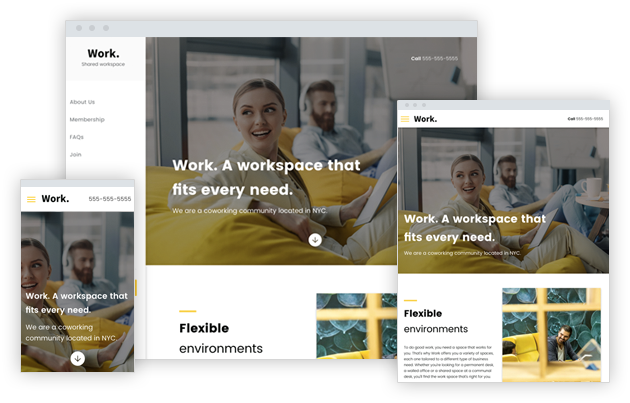 Work.
Shared workspace
About Us
Membership
FAQs
Join
Call 555-555-5555
Work. A workspace that
fits every need.
We are a coworking community located in NYC.
Flexible
environments
Work.
555-555-5555
Work. A workspace that
fits every need.
We are a coworking
community located in NYC.
Work.
Call 555-555-5555
Work. A workspace that
fits every need.
We are a coworking community located in NYC.
Flexible
environments
To do good work, you need a space that works for
you. That's why Work offers you a variety of spaces,
each one tailored to a different type of business
need. Whether you're looking for a permanent desk,
a walled office or a shared space at a communal
desk, you'll find the work space that's right for you.